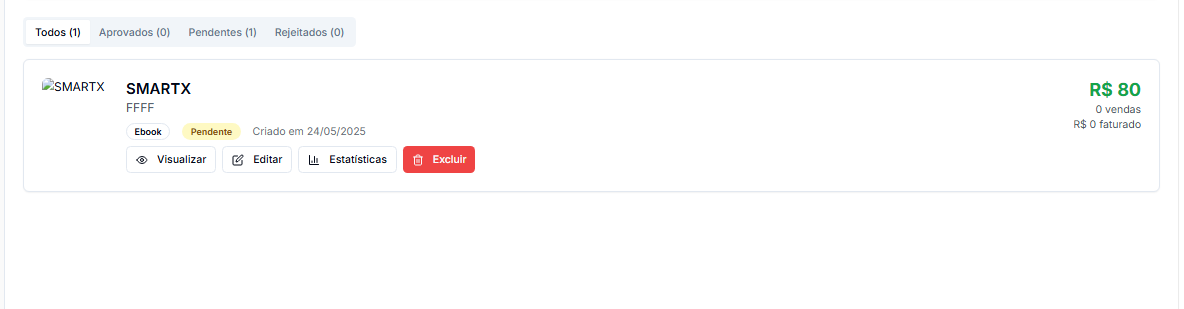 Todos (1) Aprovados (0) Pendentes (1) Rejeitados (0)
SMARTX SMARTX R$ 80
FFFF 0 vendas
Ebook Pendente Criado em 24/05/2025 R$ 0 faturado
Visualizar Editar Estatísticas Excluir